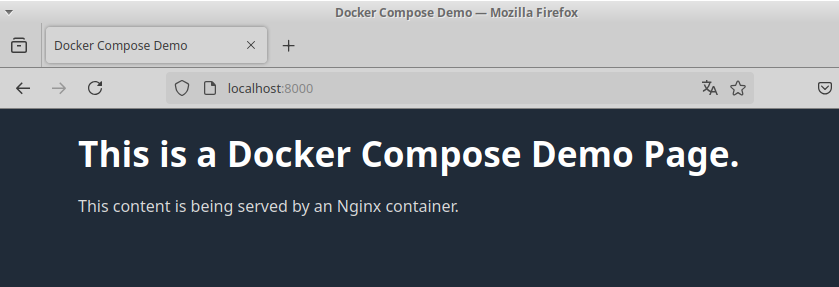 Docker Compose Demo — Mozilla Firefox
Docker Compose Demo
localhost:8000
This is a Docker Compose Demo Page.
This content is being served by an Nginx container.